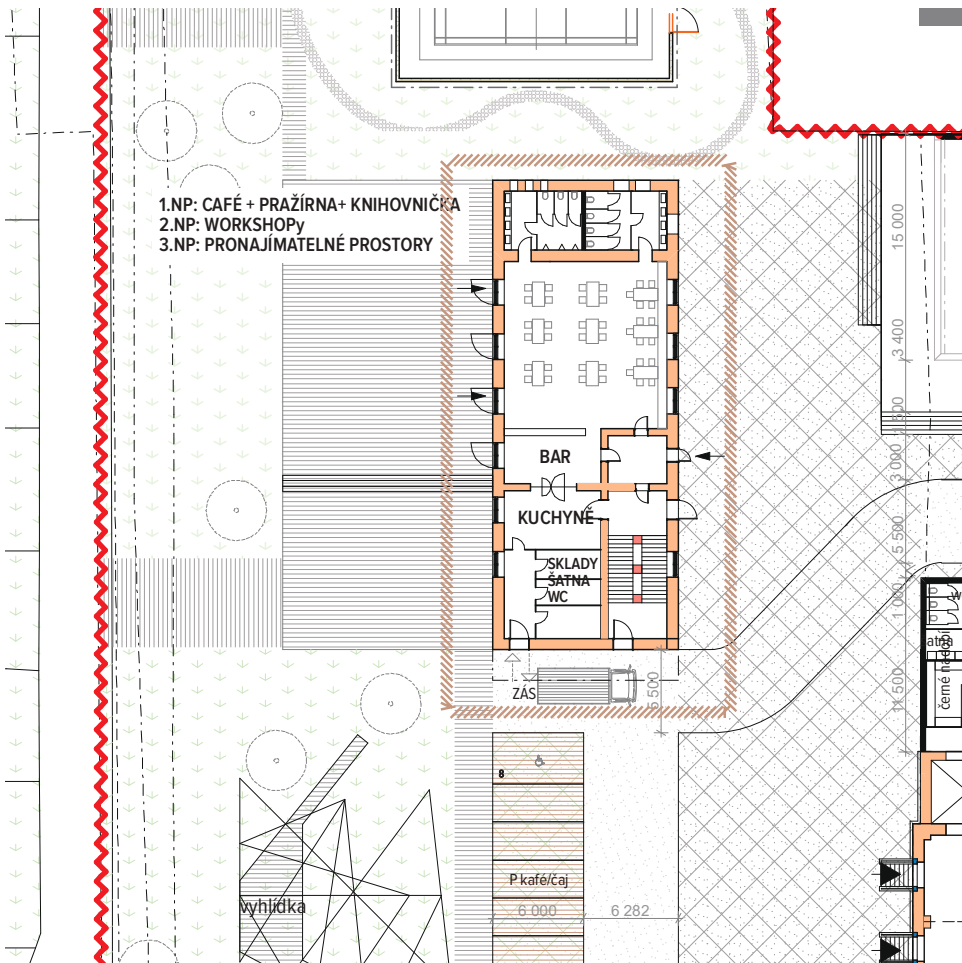 1.NP: CAFÉ + PRAŽÍRNA+ KNIHOVNIČKA
2.NP: WORKSHOPy
3.NP: PRONAJÍMATELNÉ PROSTORY
15 000
3 400
BAR
3 000
KUCHYNĚ
5 500
SKLADY
ŠATNA
WC
1 000
černé nádobí
ZÁS
5 500
11 500
8
P kafé/čaj
vyhlídka
6 000
6 282